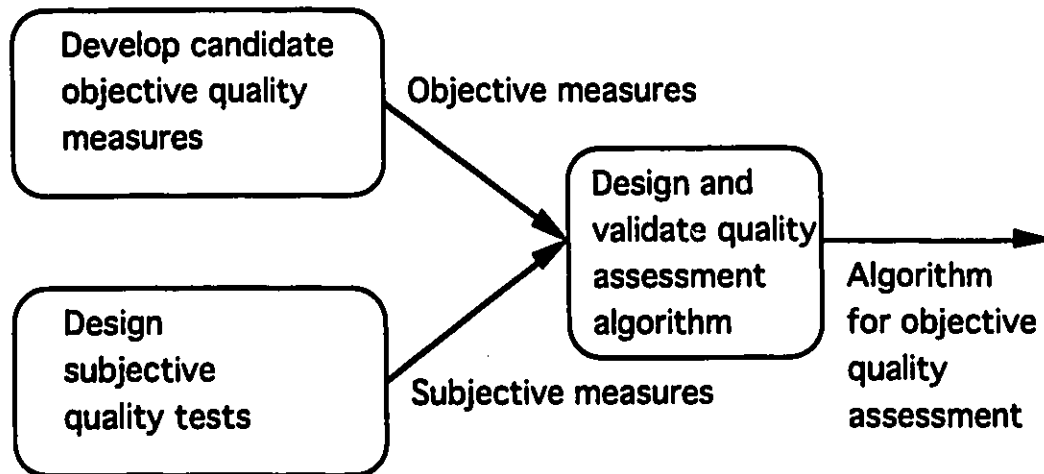 Develop candidate
objective quality
measures
Objective measures
Design and
validate quality
assessment
algorithm
Algorithm
for objective
quality
assessment
Design
subjective
quality tests
Subjective measures